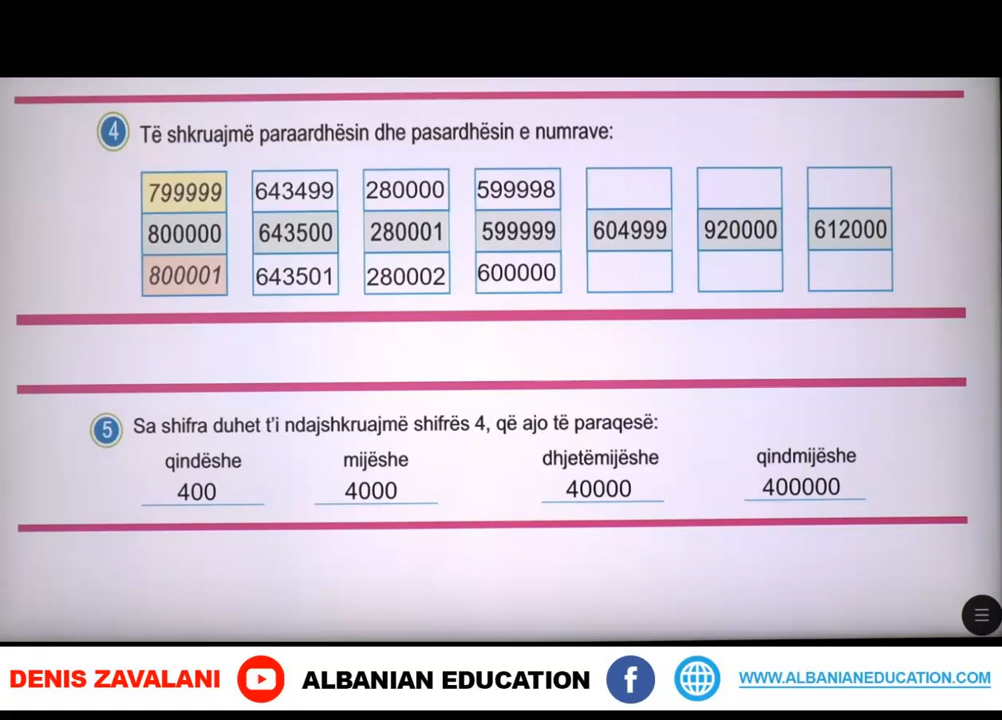 4 Të shkruajmë paraardhësin dhe pasardhësin e numrave:
799999 643499 280000 599998
800000 643500 280001 599999 604999 920000 612000
800001 643501 280002 600000
5 Sa shifra duhet t'i ndajshkruajmë shifrës 4, që ajo të paraqesë:
qindëshe mijëshe dhjetëmijëshe qindmijëshe
400 4000 40000 400000
DENIS ZAVALANI ALBANIAN EDUCATION f WWW.ALBANIANEDUCATION.COM